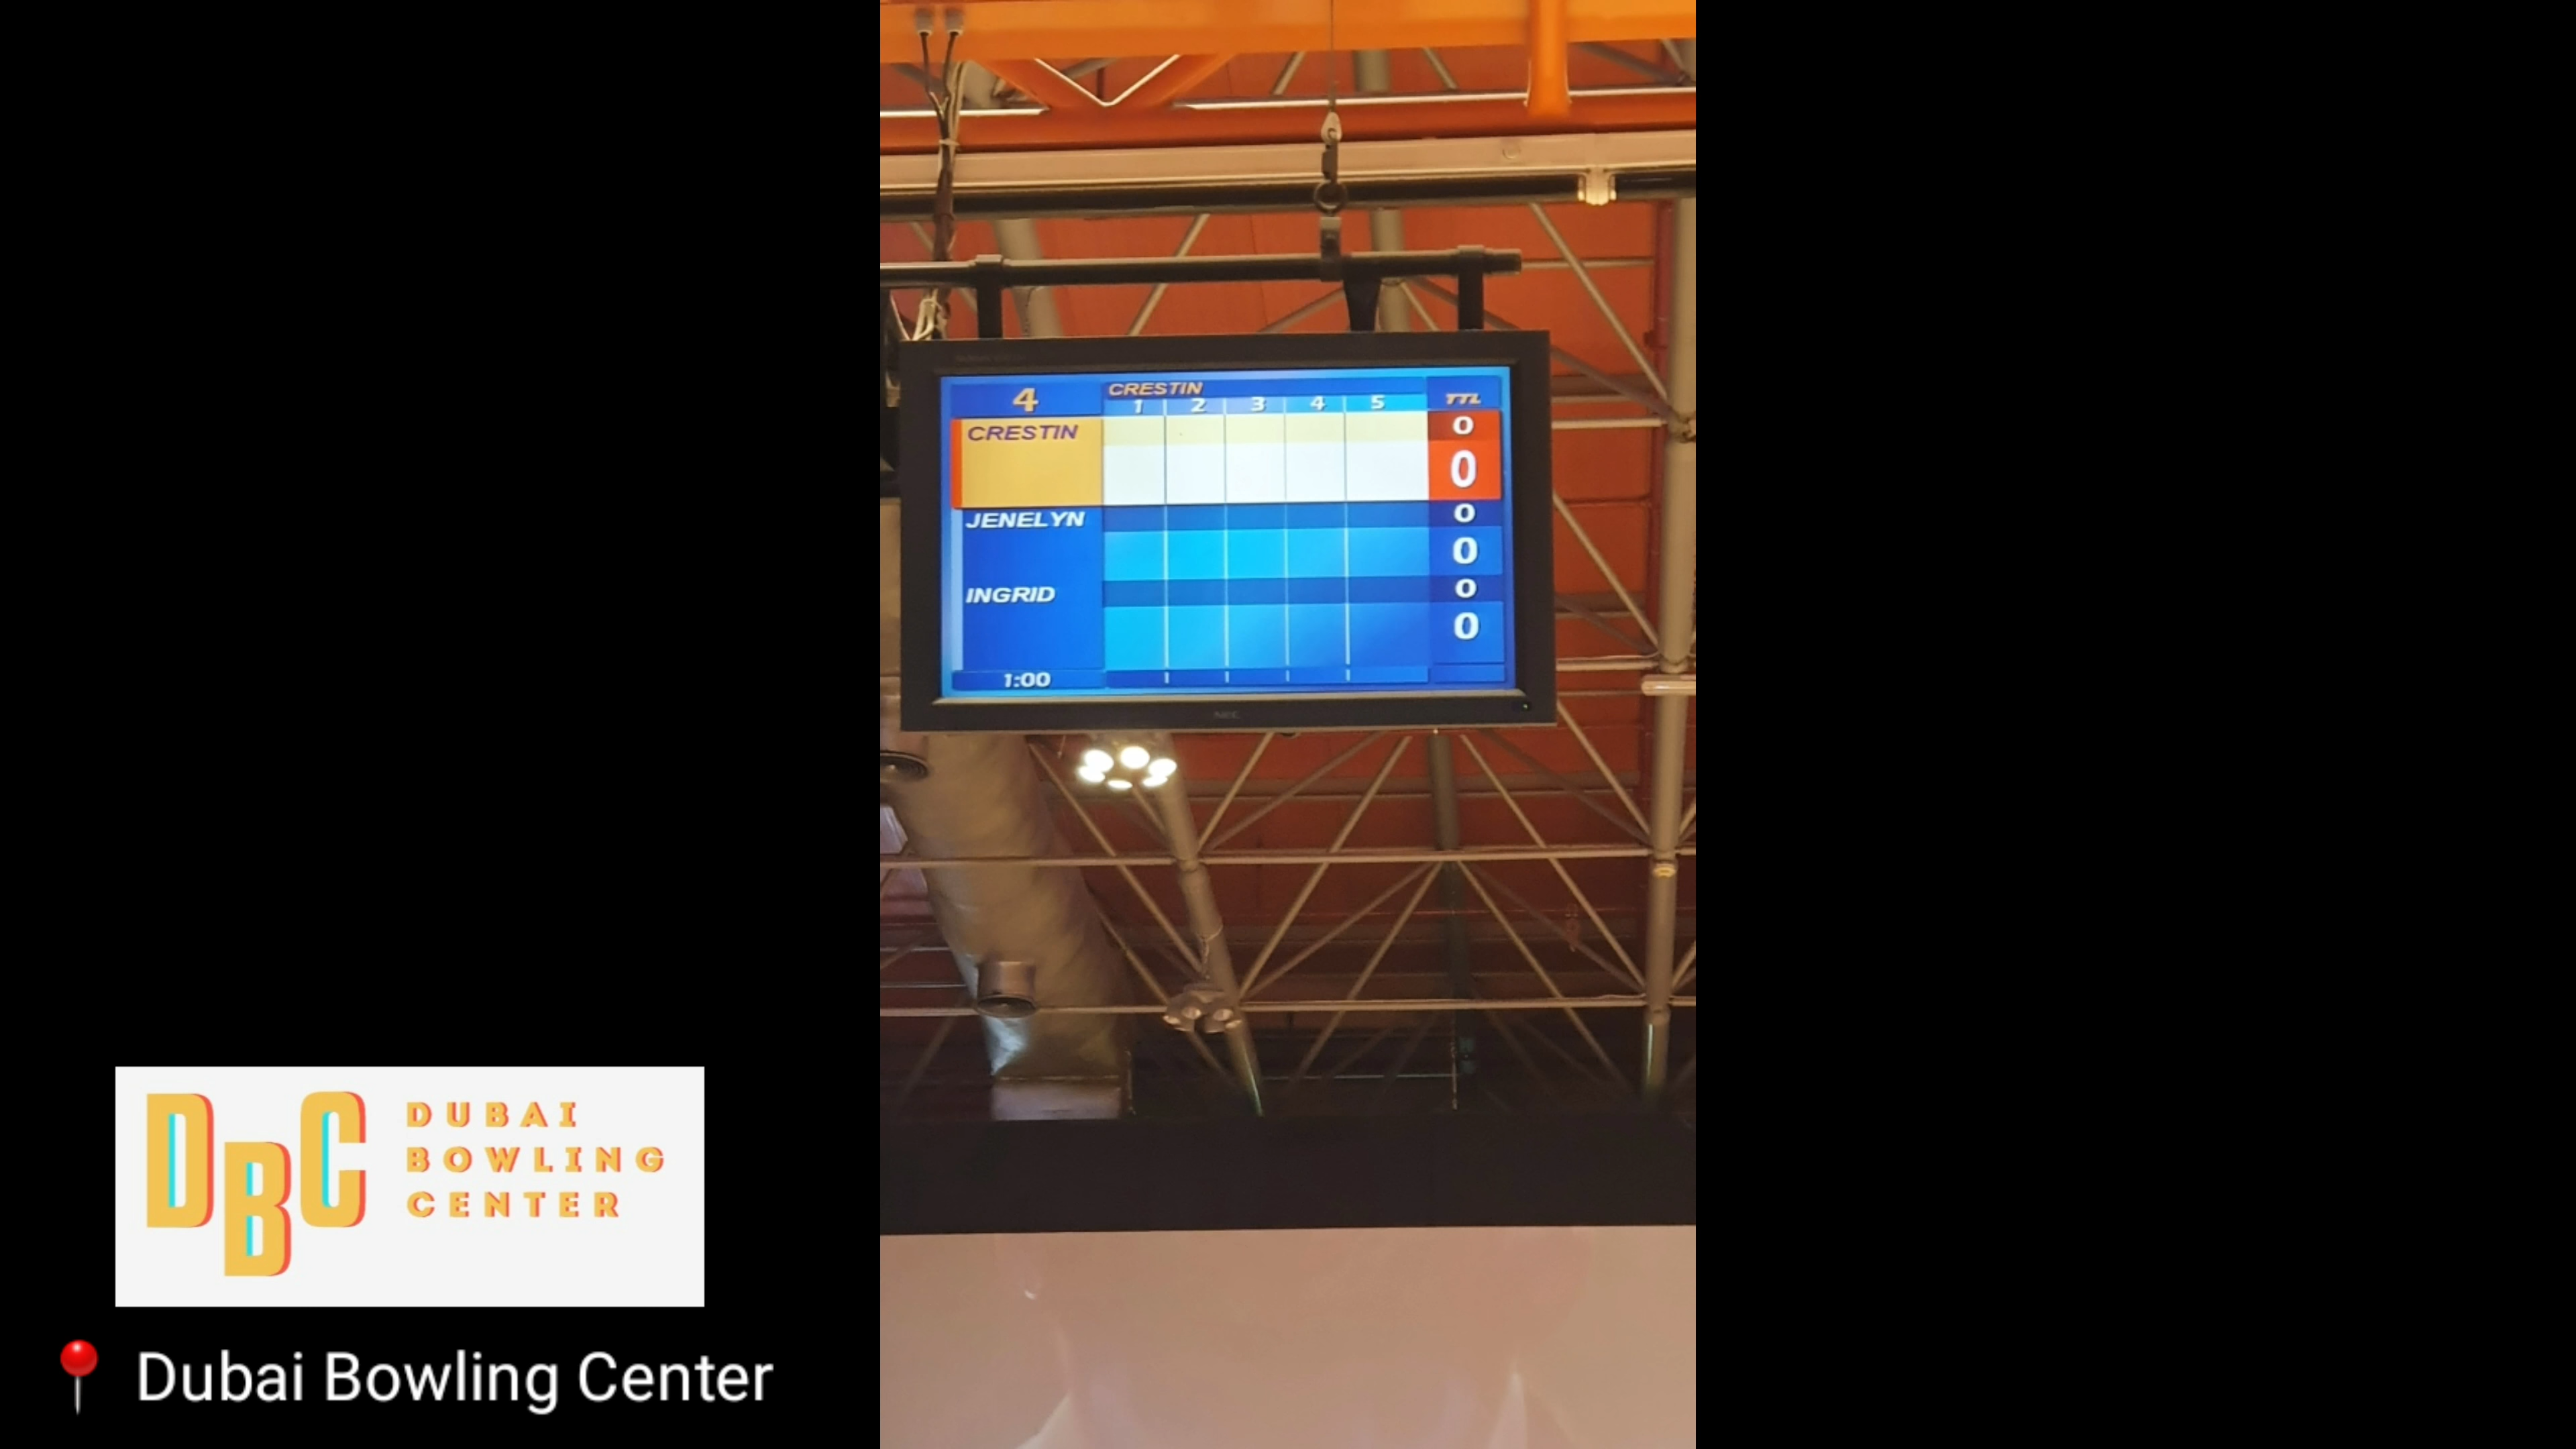 4 CRESTIN TTL
1 2 3 4 5
CRESTIN 0
0
JENELYN 0
0
INGRID 0
0
1:00
NEC
DBC
DUBAI
BOWLING
CENTER
Dubai Bowling Center